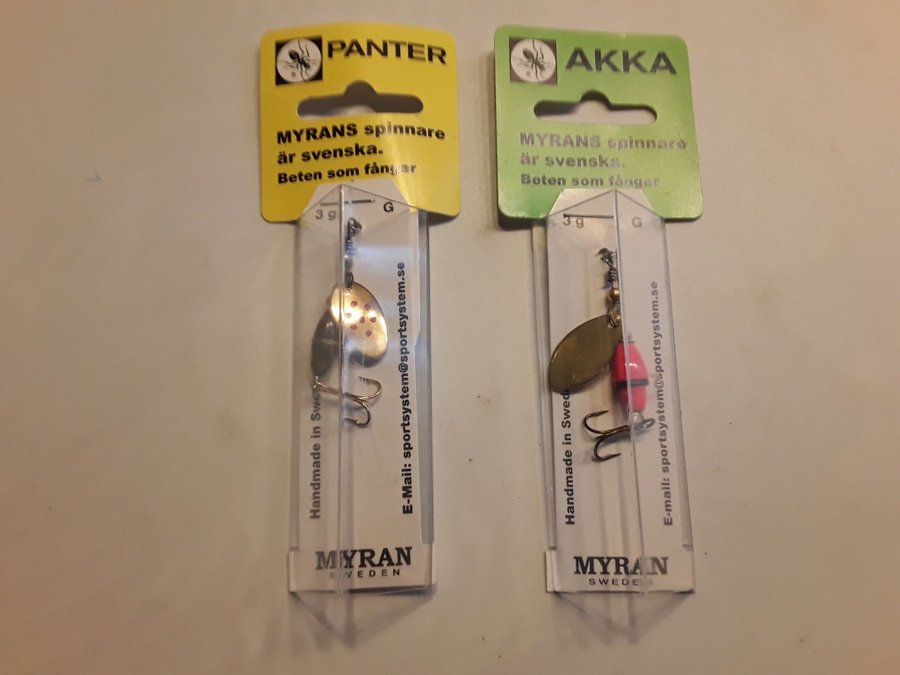 PANTER
MYRANS spinnare
är svenska.
Beten som fångar
3 g G
Handmade in Swe
E-Mail: sportsystem@sportsystem.se
MYRAN
SWEDEN
AKKA
MYRANS spinnare
är svenska.
Beten som fångar
3 g G
Handmade in Swed
E-mail: sportsystem@sportsystem.se
MYRAN
SWEDEN